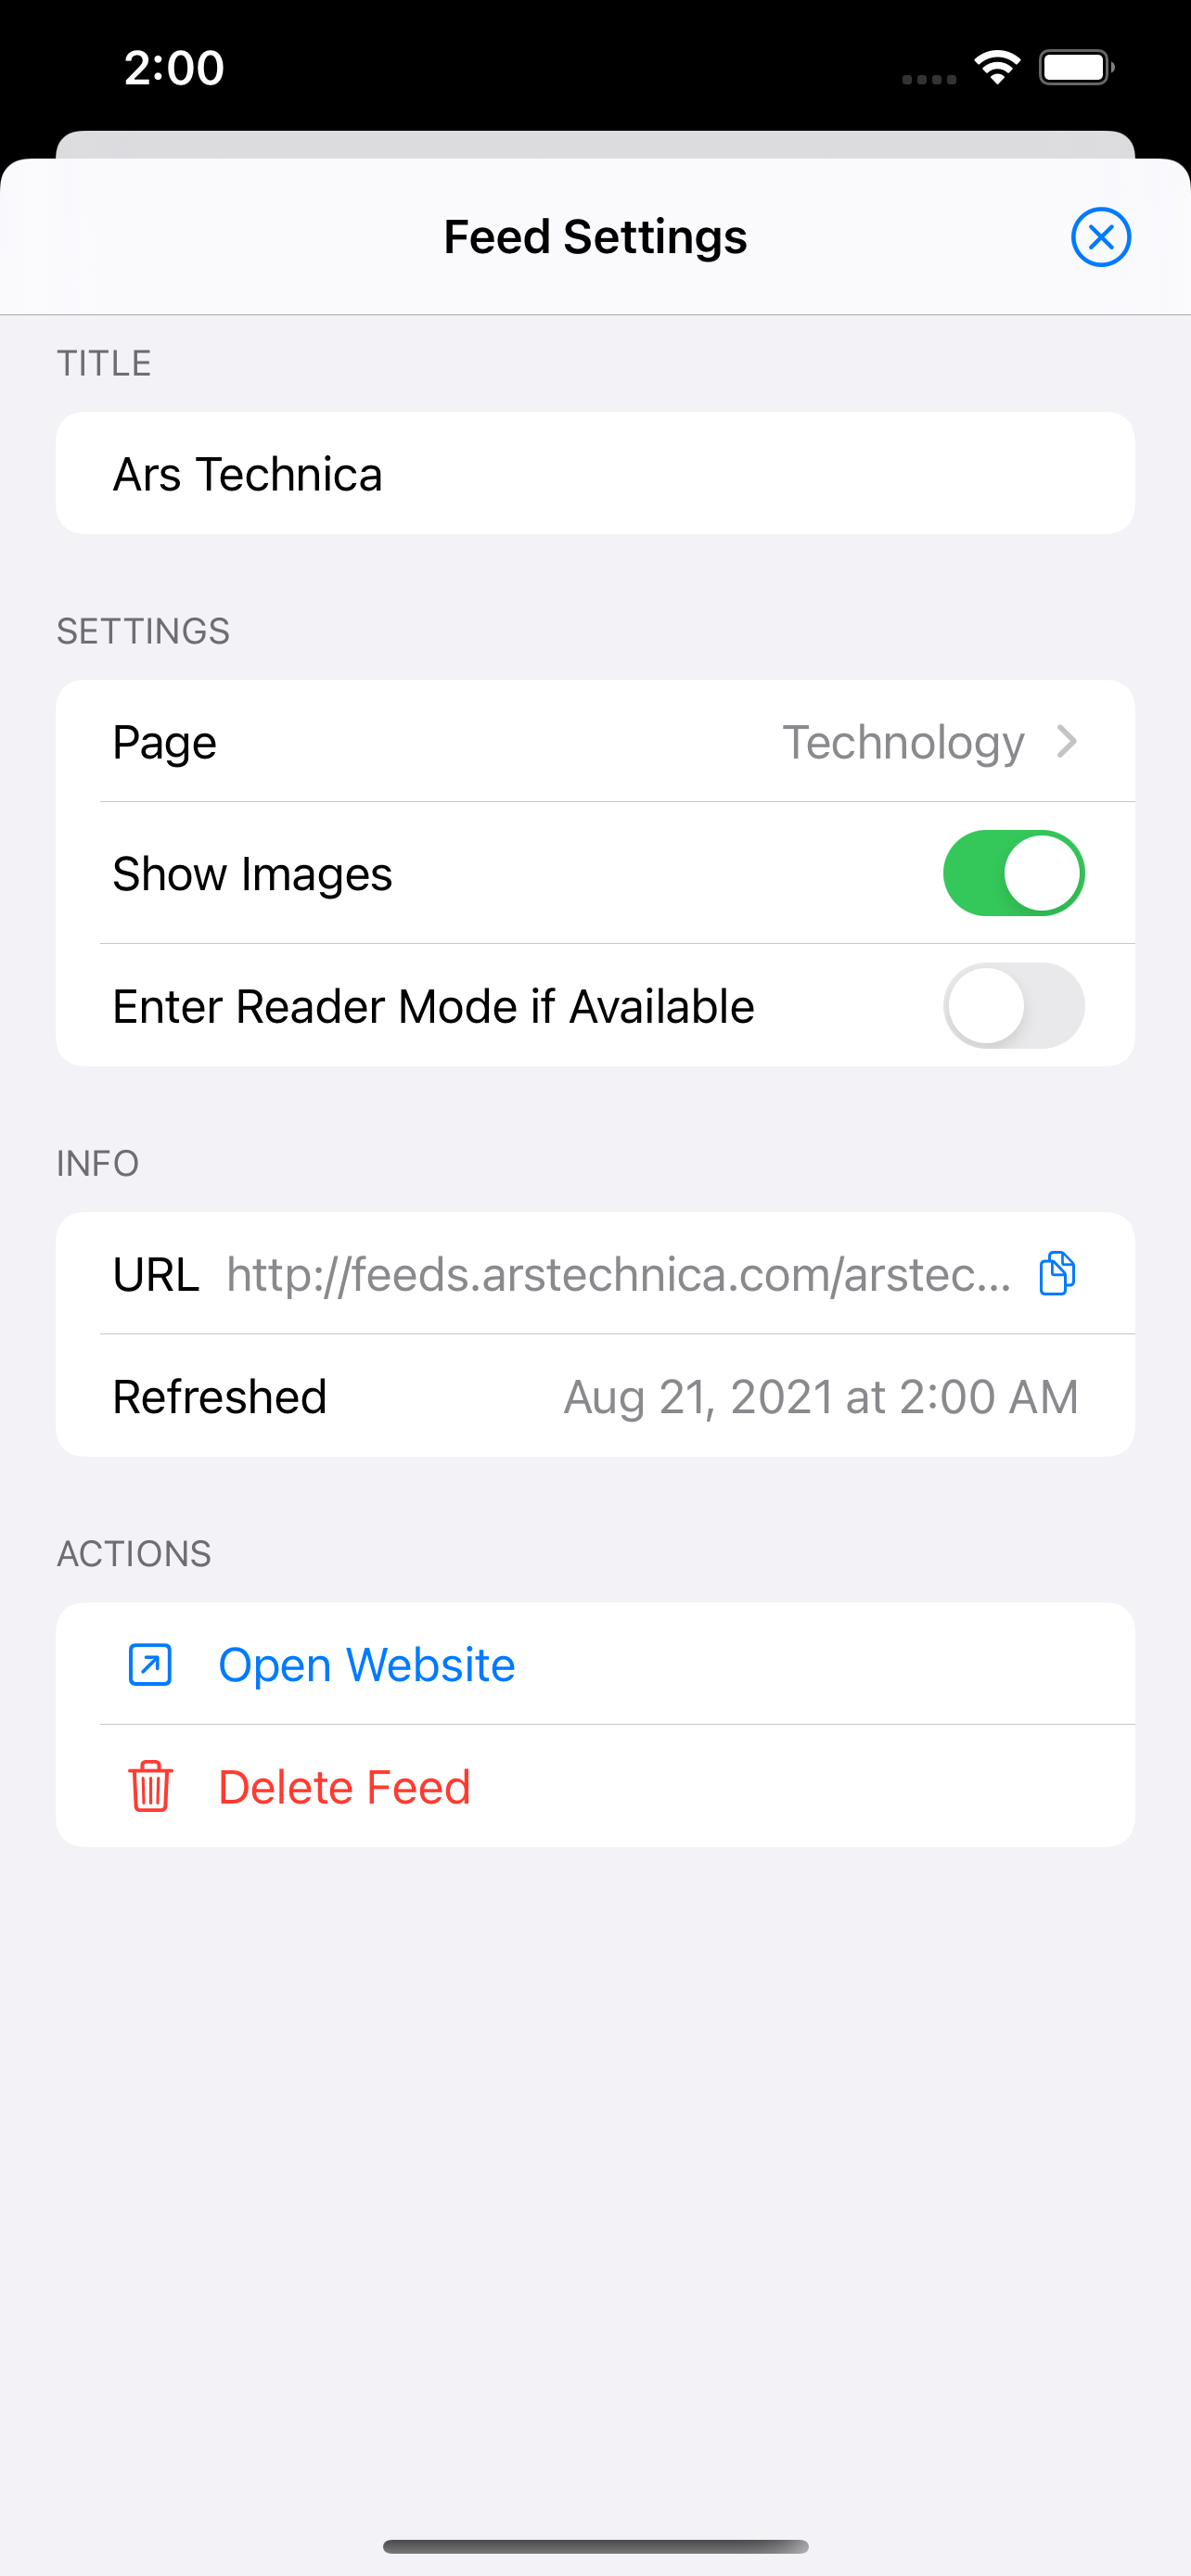 2:00
Feed Settings
TITLE
Ars Technica
SETTINGS
Page Technology
Show Images
Enter Reader Mode if Available
INFO
URL http://feeds.arstechnica.com/arstec...
Refreshed Aug 21, 2021 at 2:00 AM
ACTIONS
Open Website
Delete Feed